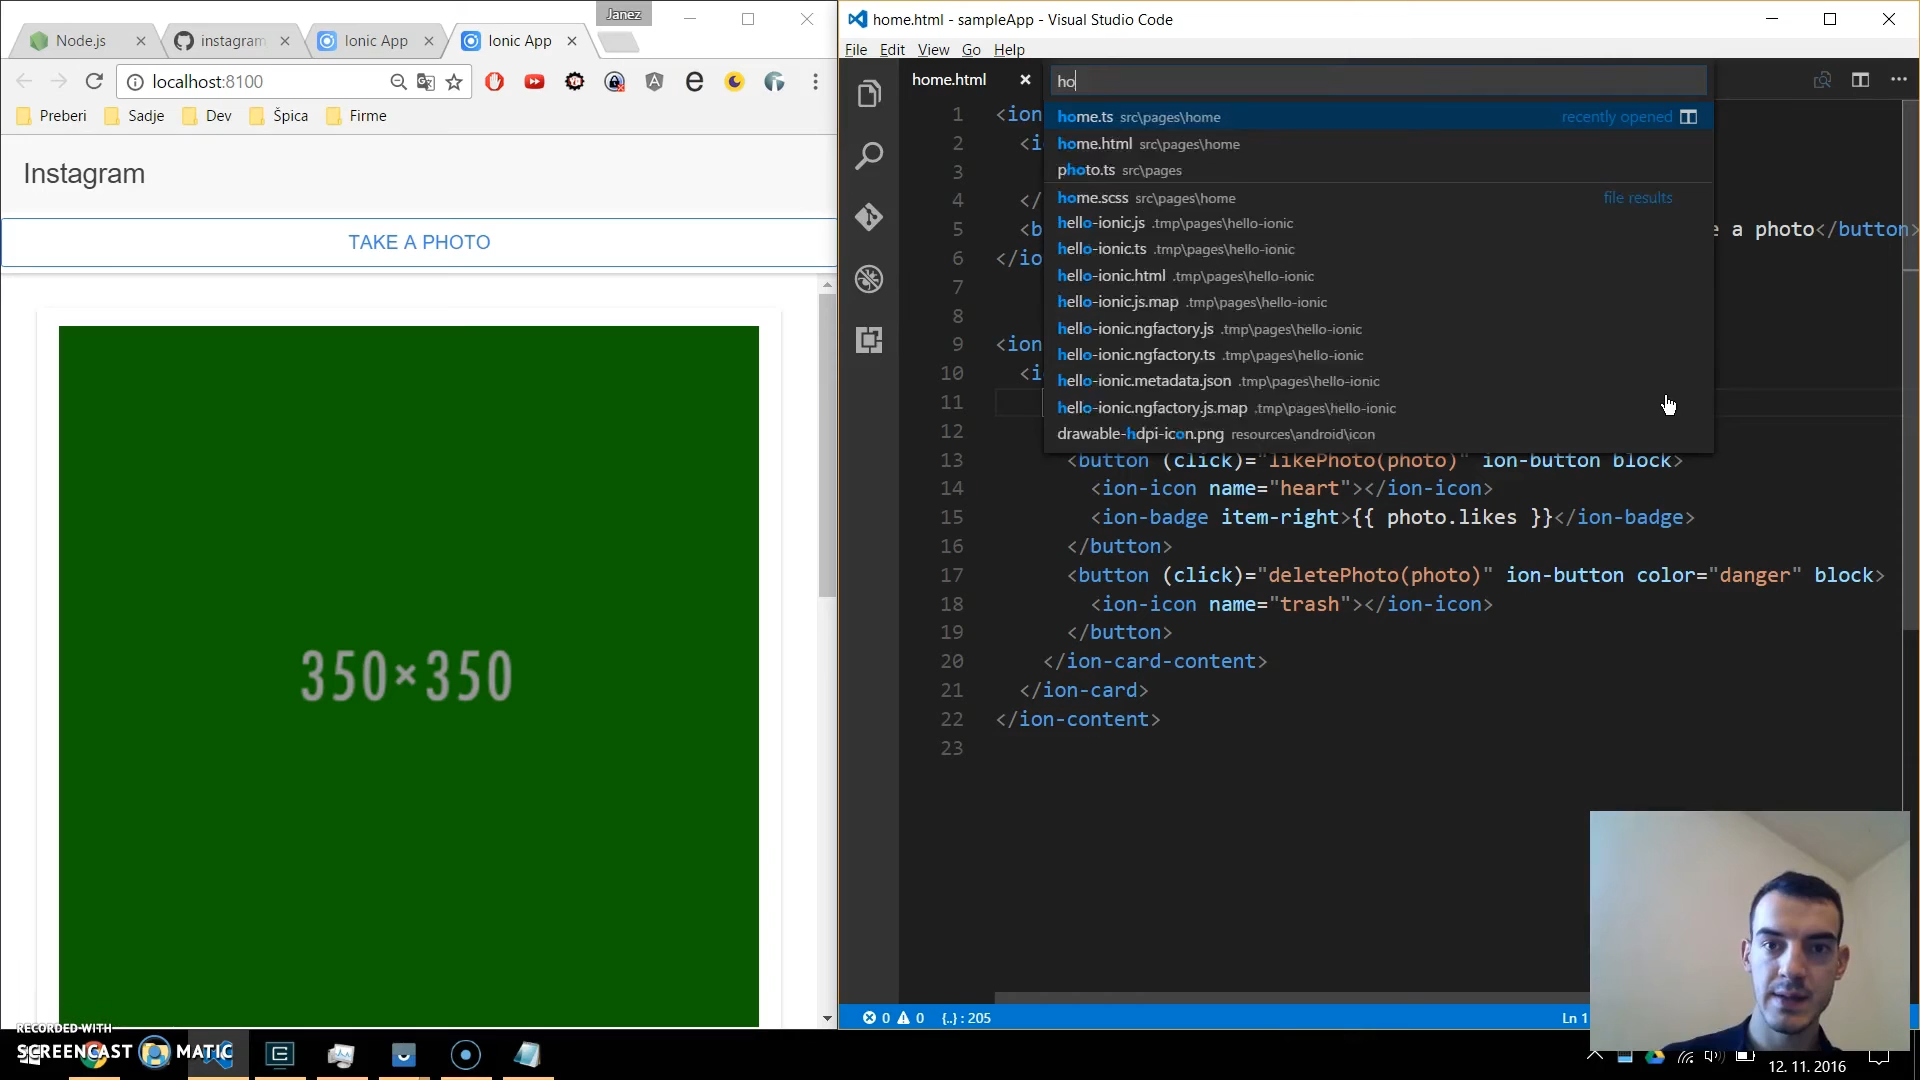 Janez
Node.js
instagram
Ionic App
Ionic App
localhost:8100
Preberi
Sadje
Dev
Špica
Firme
Instagram
TAKE A PHOTO
350×350
home.html - sampleApp - Visual Studio Code
File Edit View Go Help
home.html
ho
home.ts src\pages\home recently opened
home.html src\pages\home
photo.ts src\pages
home.scss src\pages\home file results
hello-ionic.js .tmp\pages\hello-ionic
hello-ionic.ts .tmp\pages\hello-ionic
hello-ionic.html .tmp\pages\hello-ionic
hello-ionic.js.map .tmp\pages\hello-ionic
hello-ionic.ngfactory.js .tmp\pages\hello-ionic
hello-ionic.ngfactory.ts .tmp\pages\hello-ionic
hello-ionic.metadata.json .tmp\pages\hello-ionic
hello-ionic.ngfactory.js.map .tmp\pages\hello-ionic
drawable-hdpi-icon.png resources\android\icon
1 <ion
2 <i
3
4 </
5 <b e a photo</button>
6 </io
7
8
9 <ion
10 <i
11
12
13 <button (click)="likePhoto(photo)" ion-button block>
14 <ion-icon name="heart"></ion-icon>
15 <ion-badge item-right>{{ photo.likes }}</ion-badge>
16 </button>
17 <button (click)="deletePhoto(photo)" ion-button color="danger" block>
18 <ion-icon name="trash"></ion-icon>
19 </button>
20 </ion-card-content>
21 </ion-card>
22 </ion-content>
23
0 0 {..} : 205
Ln 1
RECORDED WITH
SCREENCAST MATIC
12. 11. 2016